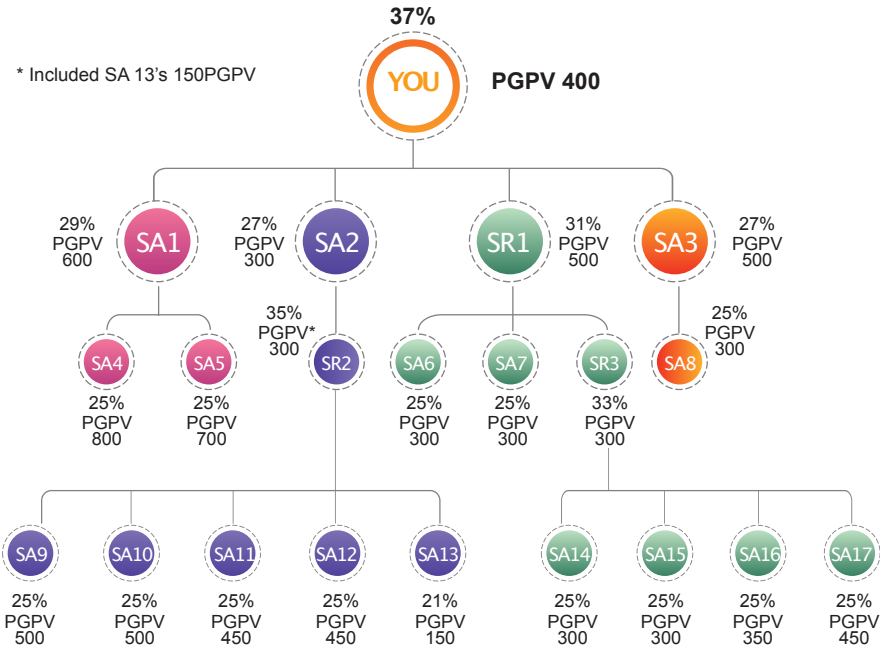 37%
* Included SA 13's 150PGPV
YOU
PGPV 400
29%
PGPV
600
SA1
27%
PGPV
300
SA2
SR1
31%
PGPV
500
SA3
27%
PGPV
500
SA4
25%
PGPV
800
SA5
25%
PGPV
700
35%
PGPV*
300
SR2
SA6
25%
PGPV
300
SA7
25%
PGPV
300
SR3
33%
PGPV
300
SA8
25%
PGPV
300
SA9
25%
PGPV
500
SA10
25%
PGPV
500
SA11
25%
PGPV
450
SA12
25%
PGPV
450
SA13
21%
PGPV
150
SA14
25%
PGPV
300
SA15
25%
PGPV
300
SA16
25%
PGPV
350
SA17
25%
PGPV
450